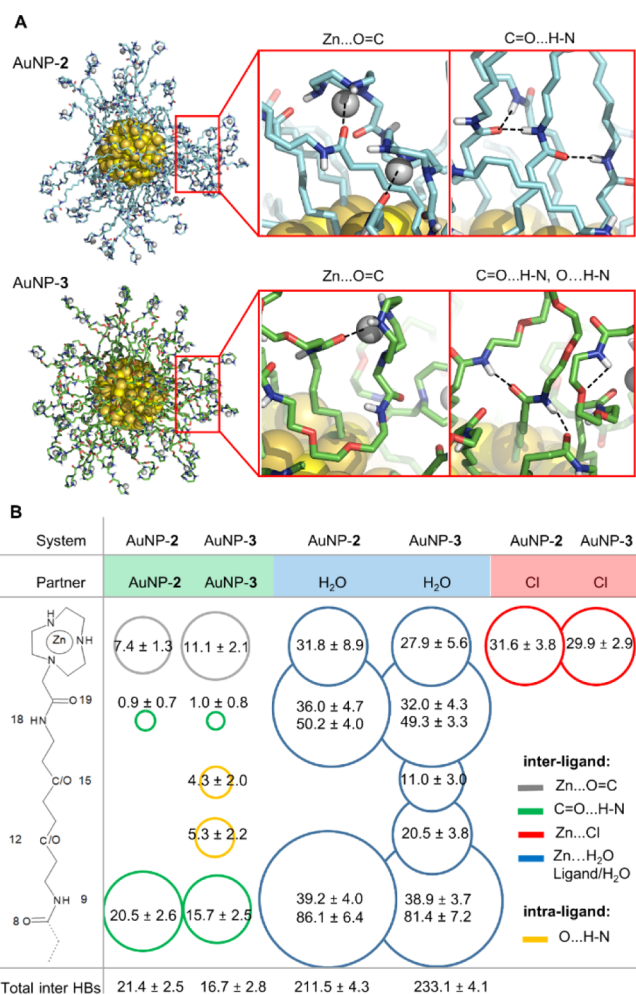 A
AuNP-2
Zn...O=C
C=O...H-N
AuNP-3
Zn...O=C
C=O...H-N, O...H-N
B
System AuNP-2 AuNP-3 AuNP-2 AuNP-3 AuNP-2 AuNP-3
Partner AuNP-2 AuNP-3 H2O H2O Cl Cl
HN
Zn NH
N
7.4 ± 1.3 11.1 ± 2.1 31.8 ± 8.9 27.9 ± 5.6 31.6 ± 3.8 29.9 ± 2.9
O 19 0.9 ± 0.7 1.0 ± 0.8 36.0 ± 4.7 32.0 ± 4.3
18 HN 50.2 ± 4.0 49.3 ± 3.3
C/O 15 4.3 ± 2.0 11.0 ± 3.0
12 C/O 5.3 ± 2.2 20.5 ± 3.8
NH 9 39.2 ± 4.0 38.9 ± 3.7
8 O 20.5 ± 2.6 15.7 ± 2.5 86.1 ± 6.4 81.4 ± 7.2
inter-ligand:
Zn...O=C
C=O...H-N
Zn...Cl
Zn...H2O
Ligand/H2O
intra-ligand:
O...H-N
Total inter HBs 21.4 ± 2.5 16.7 ± 2.8 211.5 ± 4.3 233.1 ± 4.1